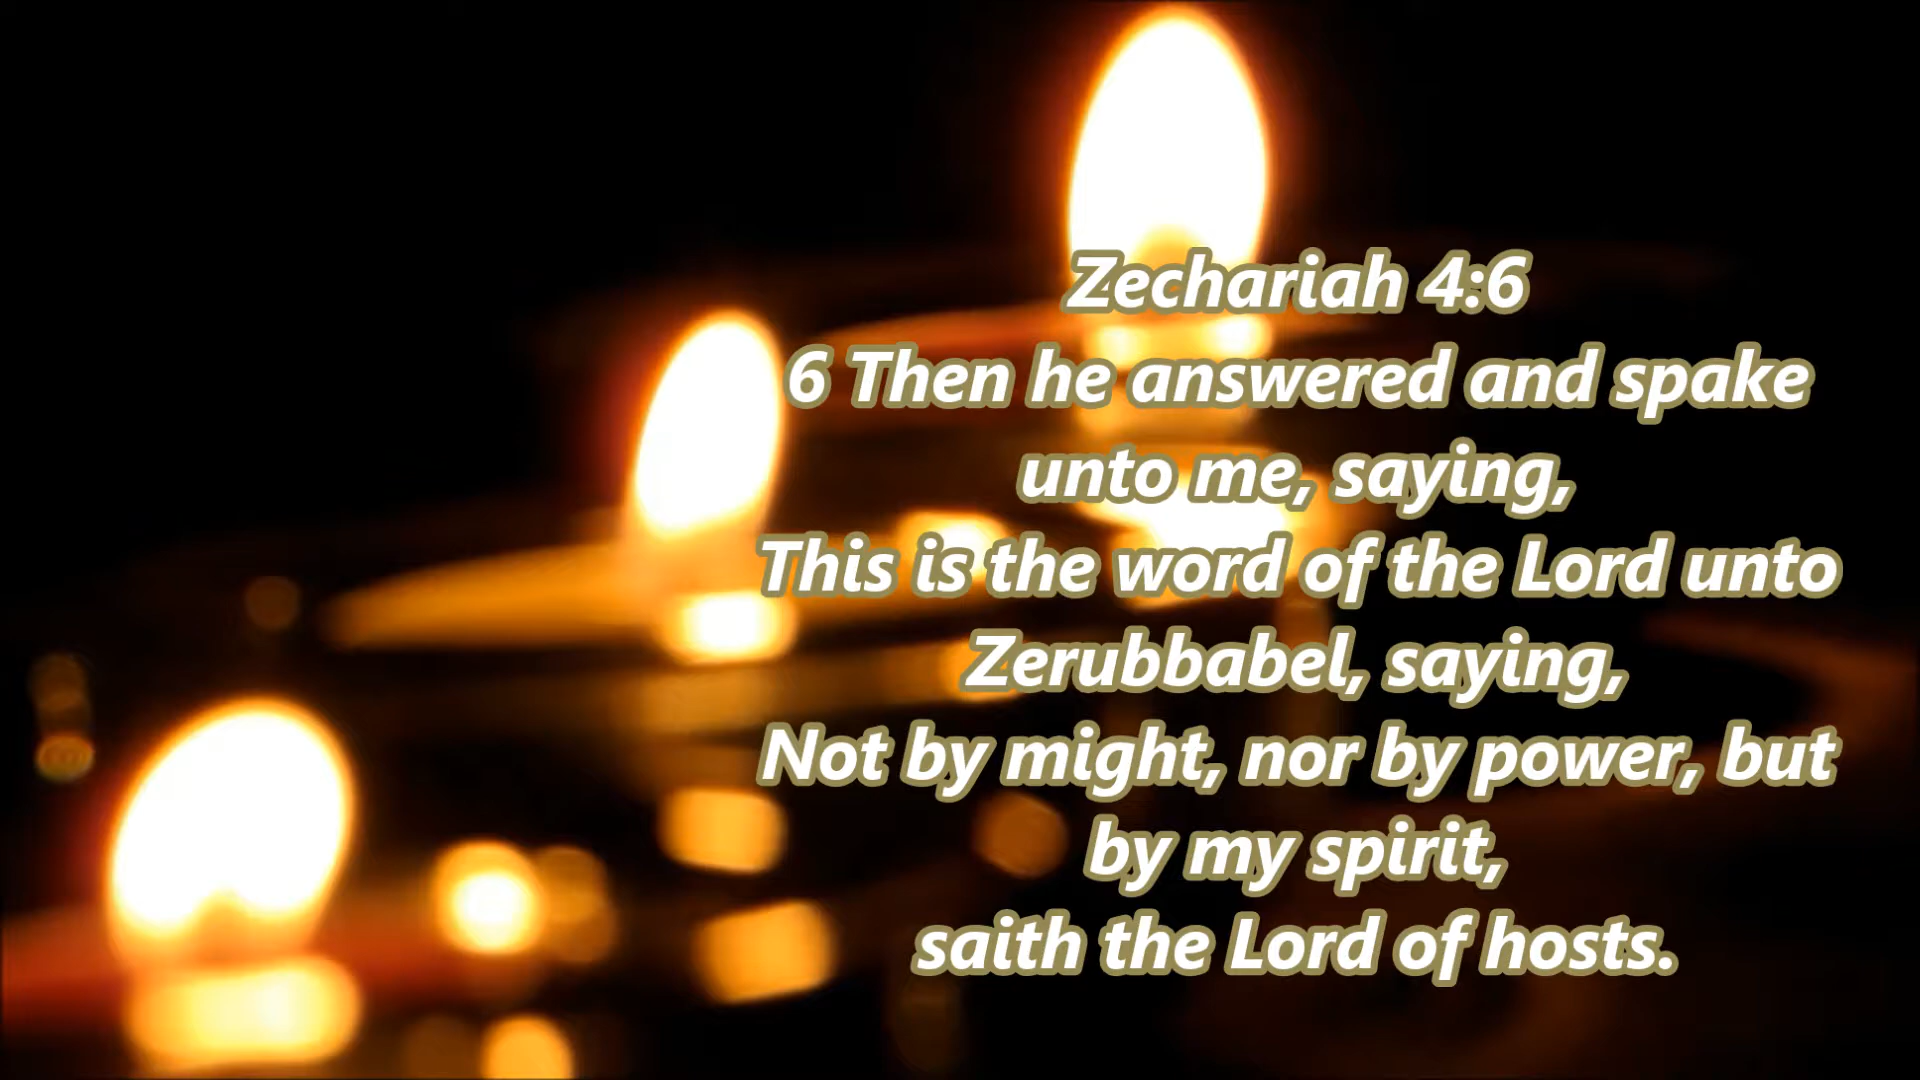 Zechariah 4:6
6 Then he answered and spake
unto me, saying,
This is the word of the Lord unto
Zerubbabel, saying,
Not by might, nor by power, but
by my spirit,
saith the Lord of hosts.